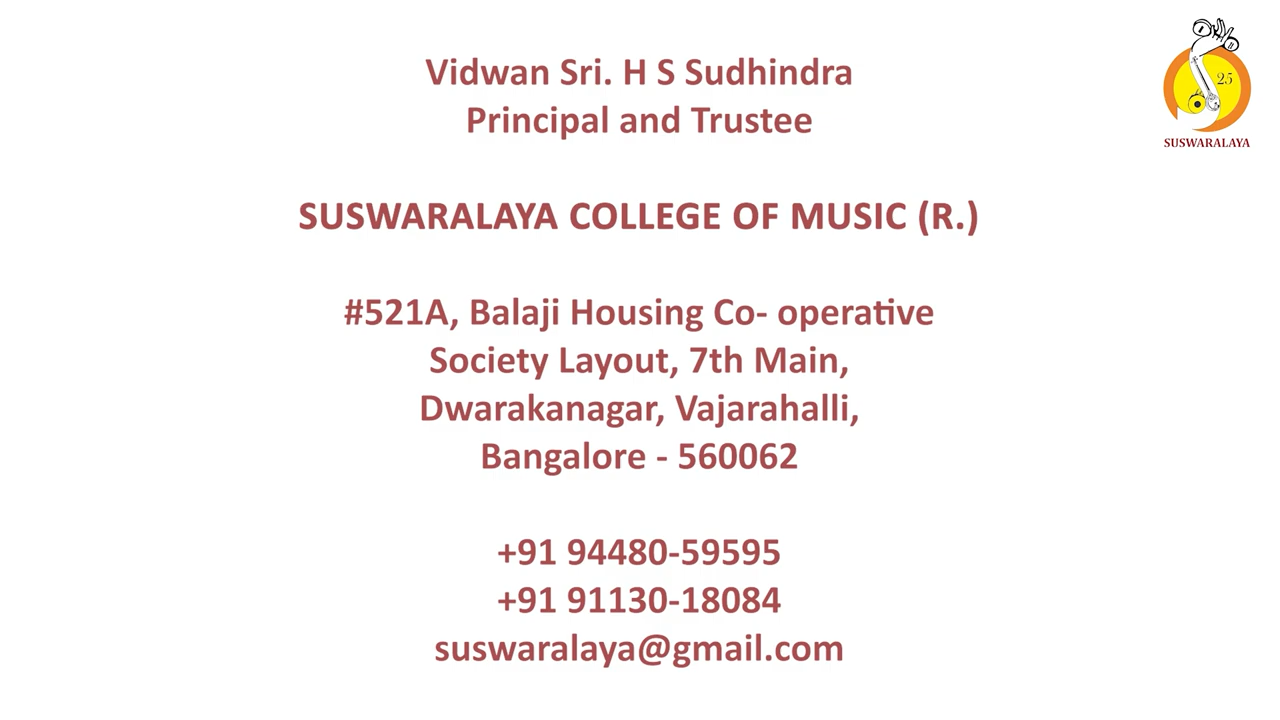 Vidwan Sri. H S Sudhindra
Principal and Trustee
SUSWARALAYA COLLEGE OF MUSIC (R.)
#521A, Balaji Housing Co- operative
Society Layout, 7th Main,
Dwarakanagar, Vajarahalli,
Bangalore - 560062
+91 94480-59595
+91 91130-18084
suswaralaya@gmail.com
25
SUSWARALAYA